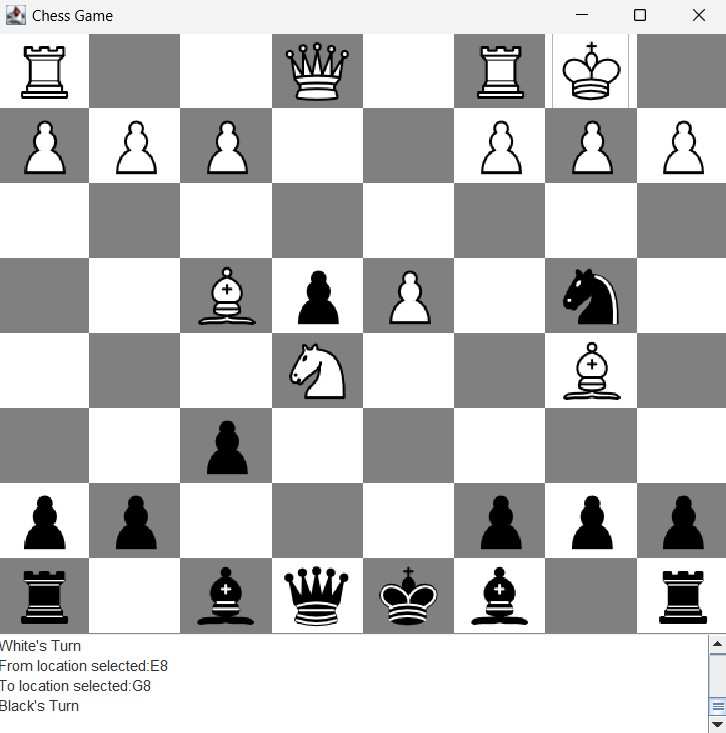 Chess Game
White's Turn
From location selected:E8
To location selected:G8
Black's Turn